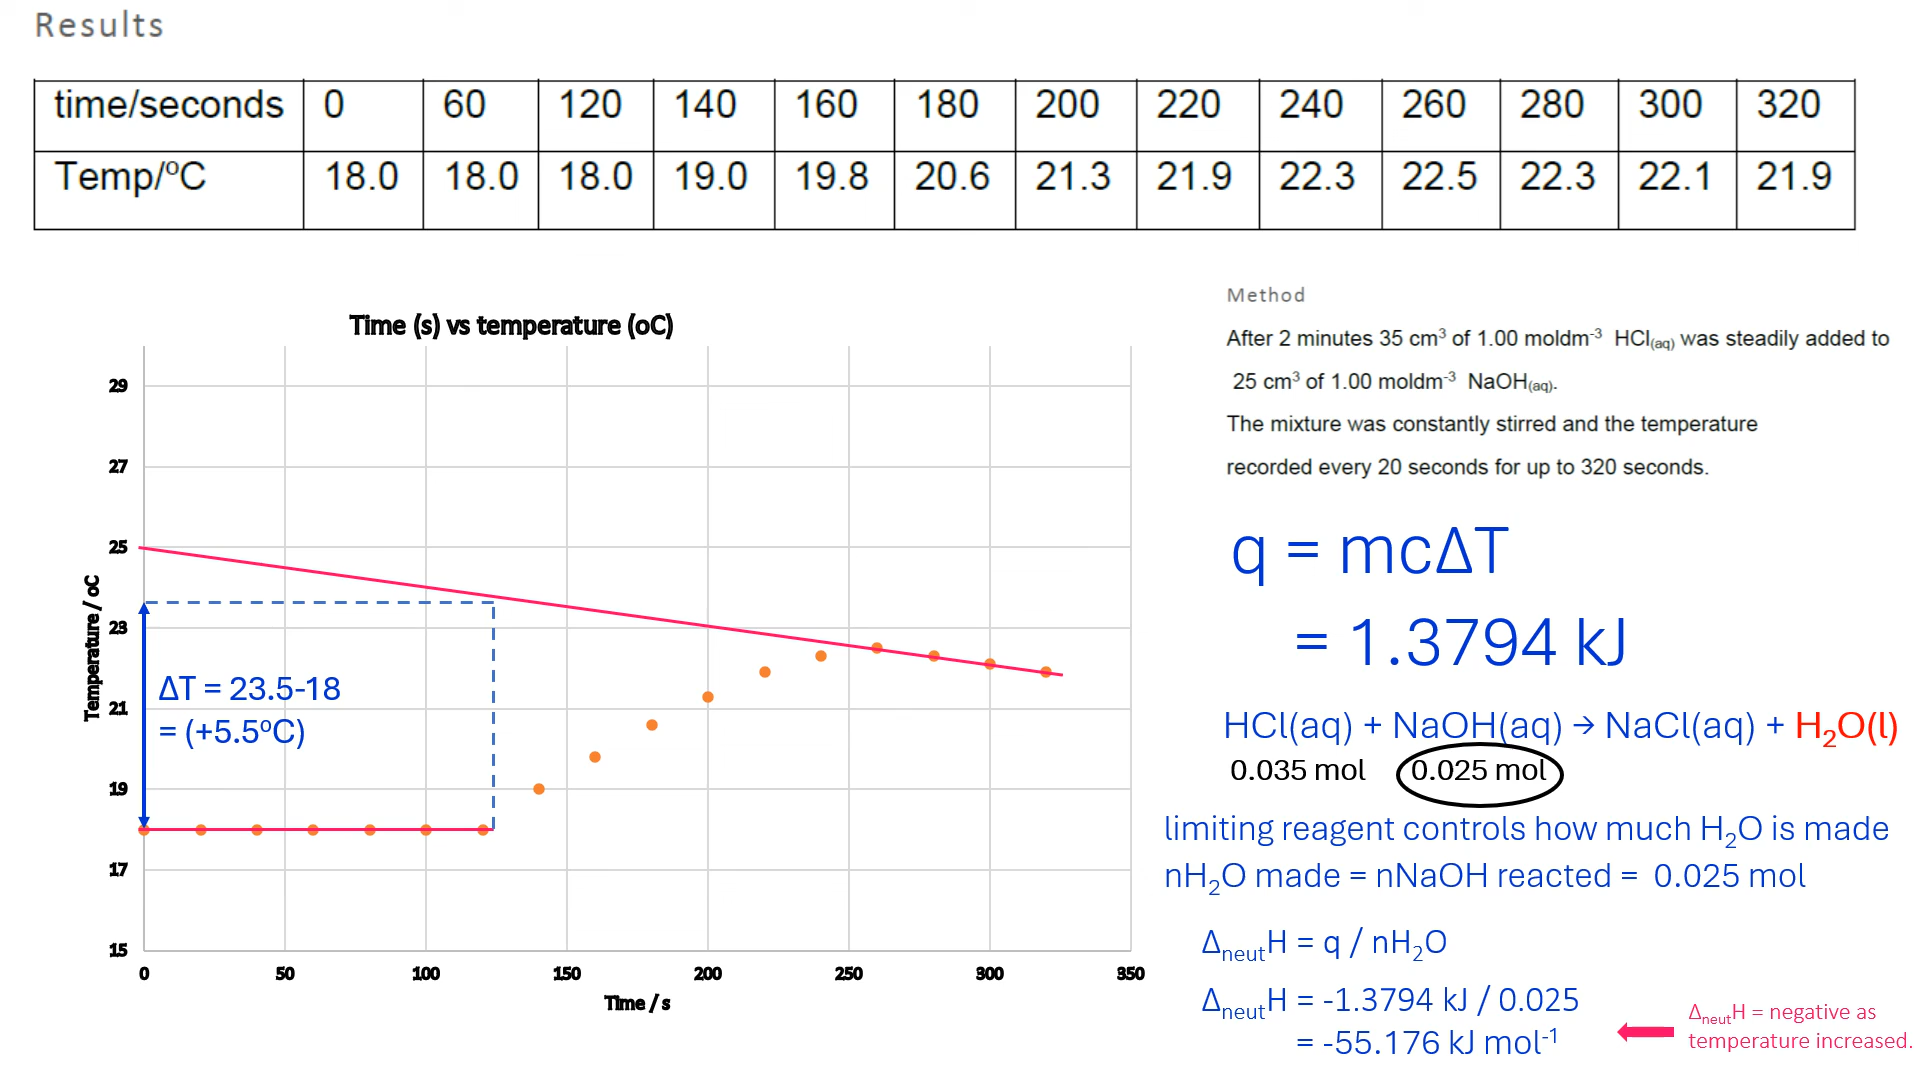 Results
time/seconds 0 60 120 140 160 180 200 220 240 260 280 300 320
Temp/°C 18.0 18.0 18.0 19.0 19.8 20.6 21.3 21.9 22.3 22.5 22.3 22.1 21.9
Time (s) vs temperature (oC)
29
27
25
23
21
19
17
15
0 50 100 150 200 250 300 350
Temperature / oC
Time / s
ΔT = 23.5-18
= (+5.5°C)
Method
After 2 minutes 35 cm³ of 1.00 moldm⁻³ HCl(aq) was steadily added to
25 cm³ of 1.00 moldm⁻³ NaOH(aq).
The mixture was constantly stirred and the temperature
recorded every 20 seconds for up to 320 seconds.
q = mcΔT
= 1.3794 kJ
HCl(aq) + NaOH(aq) → NaCl(aq) + H₂O(l)
0.035 mol 0.025 mol
limiting reagent controls how much H₂O is made
nH₂O made = nNaOH reacted = 0.025 mol
ΔneutH = q / nH₂O
ΔneutH = -1.3794 kJ / 0.025
= -55.176 kJ mol⁻¹
ΔneutH = negative as
temperature increased.